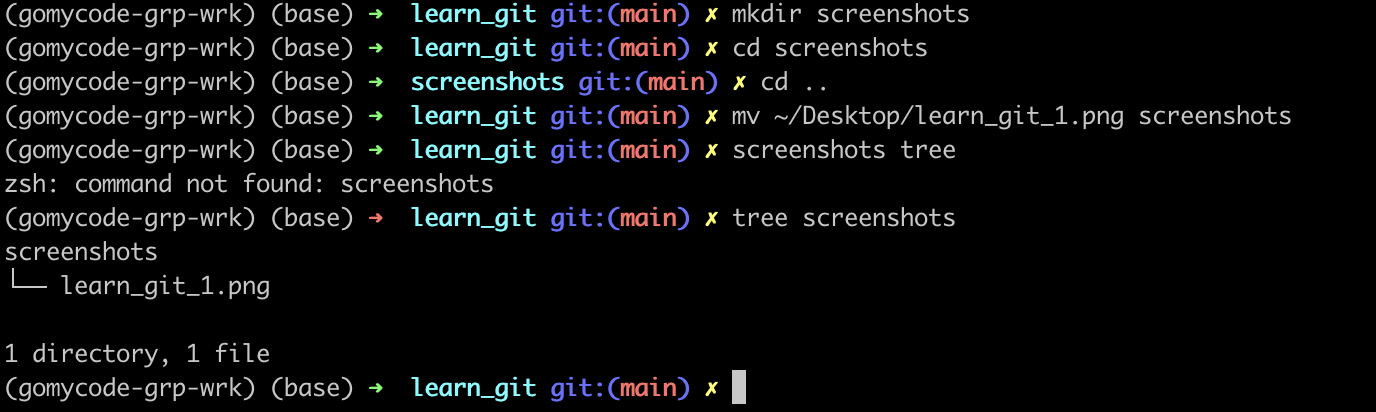 (gomycode-grp-wrk) (base) ➜  learn_git git:(main) ✗ mkdir screenshots
(gomycode-grp-wrk) (base) ➜  learn_git git:(main) ✗ cd screenshots
(gomycode-grp-wrk) (base) ➜  screenshots git:(main) ✗ cd ..
(gomycode-grp-wrk) (base) ➜  learn_git git:(main) ✗ mv ~/Desktop/learn_git_1.png screenshots
(gomycode-grp-wrk) (base) ➜  learn_git git:(main) ✗ screenshots tree
zsh: command not found: screenshots
(gomycode-grp-wrk) (base) ➜  learn_git git:(main) ✗ tree screenshots
screenshots
└── learn_git_1.png
1 directory, 1 file
(gomycode-grp-wrk) (base) ➜  learn_git git:(main) ✗